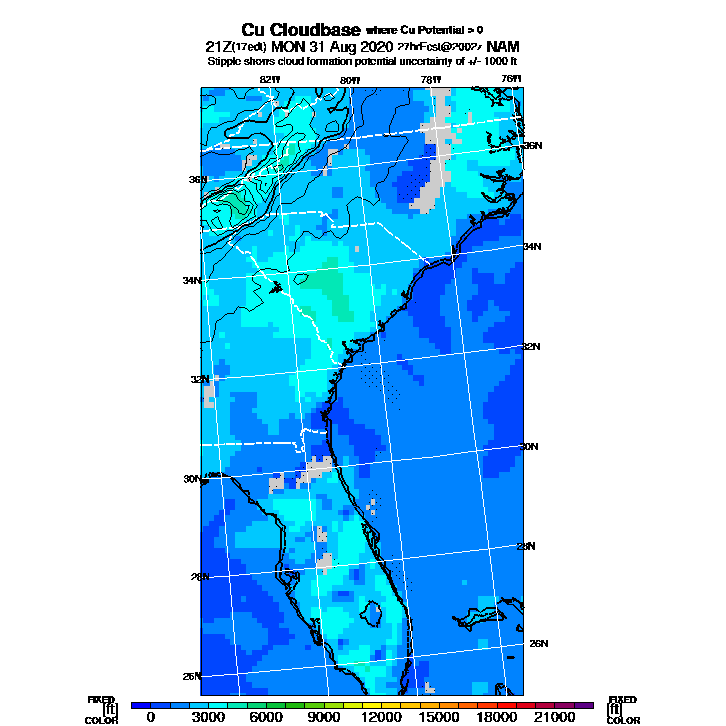 Cu Cloudbase where Cu Potential > 0
21Z(17edt) MON 31 Aug 2020 27hrFcst@2002z NAM
Stipple shows cloud formation potential uncertainty of +/- 1000 ft
82W 80W 78W 76W
36N 36N
34N 34N
32N 32N
30N 30N
28N 28N
26N 26N
FIXED FIXED
[ft] [ft]
COLOR COLOR
0 3000 6000 9000 12000 15000 18000 21000